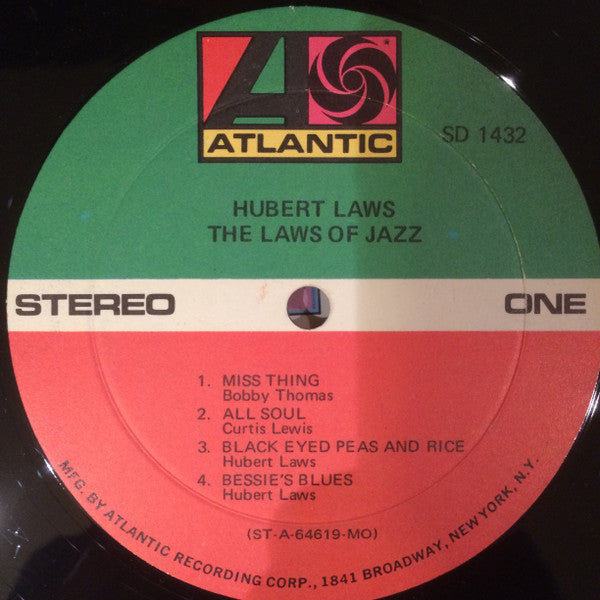 ATLANTIC
SD 1432
HUBERT LAWS
THE LAWS OF JAZZ
STEREO
ONE
1. MISS THING
Bobby Thomas
2. ALL SOUL
Curtis Lewis
3. BLACK EYED PEAS AND RICE
Hubert Laws
4. BESSIE'S BLUES
Hubert Laws
(ST-A-64619-MO)
MFG. BY ATLANTIC RECORDING CORP., 1841 BROADWAY, NEW YORK, N.Y.